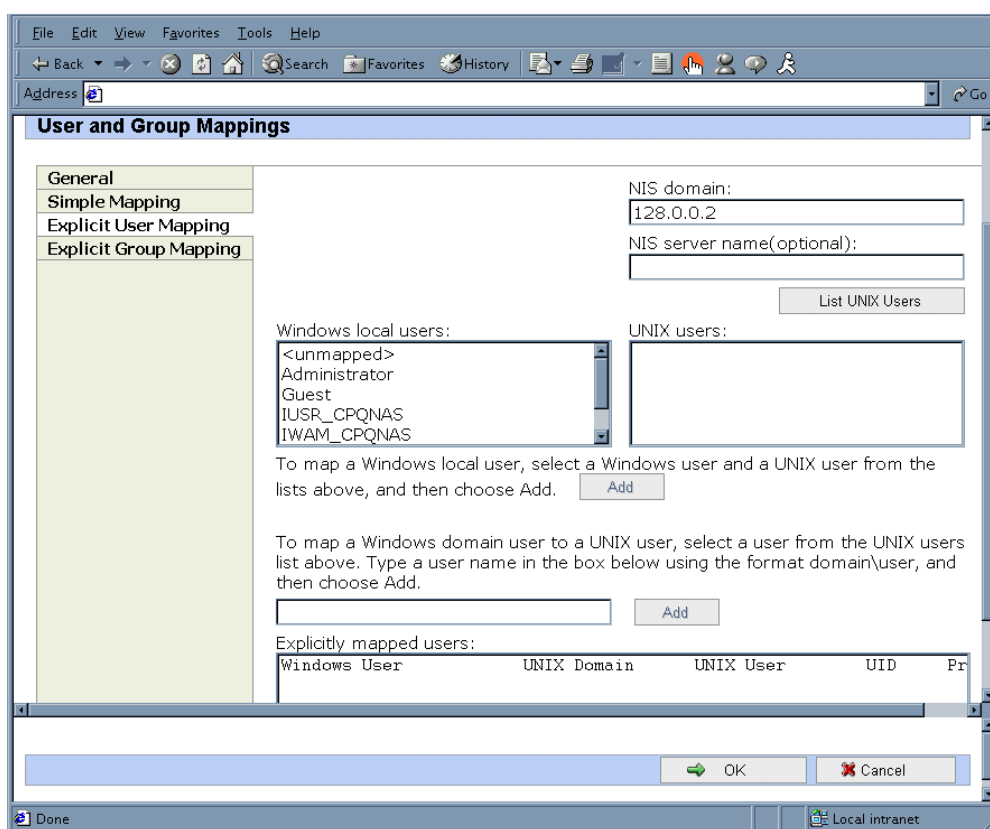 File Edit View Favorites Tools Help
Back Search Favorites History
Address Go
User and Group Mappings
General
Simple Mapping
Explicit User Mapping
Explicit Group Mapping
NIS domain:
128.0.0.2
NIS server name(optional):
List UNIX Users
Windows local users:
<unmapped>
Administrator
Guest
IUSR_CPQNAS
IWAM_CPQNAS
UNIX users:
To map a Windows local user, select a Windows user and a UNIX user from the
lists above, and then choose Add. Add
To map a Windows domain user to a UNIX user, select a user from the UNIX users
list above. Type a user name in the box below using the format domain\user, and
then choose Add.
Add
Explicitly mapped users:
Windows User UNIX Domain UNIX User UID Pr
OK Cancel
Done Local intranet